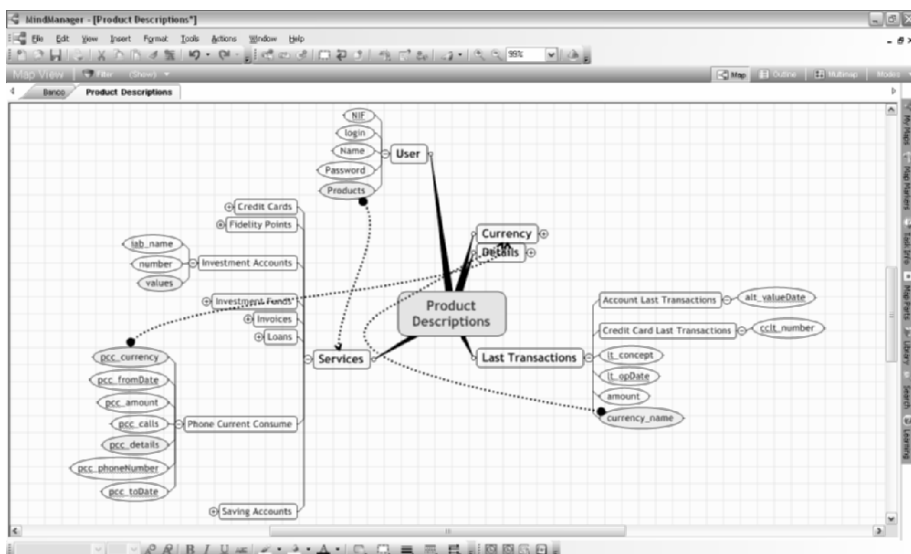 MindManager - [Product Descriptions*]
File Edit View Insert Format Tools Actions Window Help
99%
Map View Filter (Show)
Map Outline Multimap Modes
Banco Product Descriptions
NIF
login
Name
Password
Products
User
Credit Cards
Fidelity Points
Investment Accounts
iab_name
number
values
Investment Funds
Invoices
Loans
Services
pcc_currency
pcc_fromDate
pcc_amount
pcc_calls
pcc_details
pcc_phoneNumber
pcc_toDate
Phone Current Consume
Saving Accounts
Currency
Details
Product
Descriptions
Last Transactions
Account Last Transactions
alt_valueDate
Credit Card Last Transactions
cclt_number
lt_concept
lt_opDate
amount
currency_name
My Maps
Map Markers
Task Info
Map Parts
Library
Search
Learning
B I U A